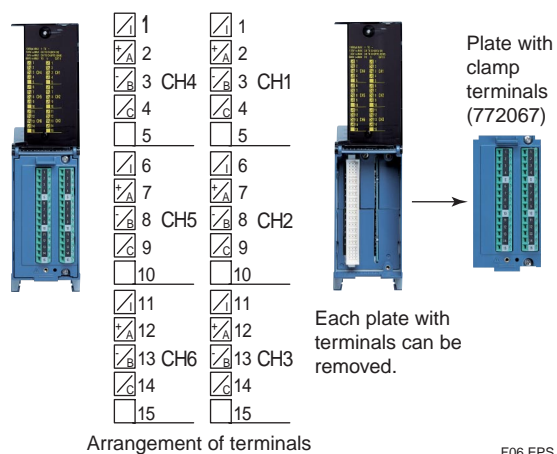 /I 1
+/A 2
-/B 3 CH4
/C 4
5
/I 6
+/A 7
-/B 8 CH5
/C 9
10
/I 11
+/A 12
-/B 13 CH6
/C 14
15
/I 1
+/A 2
-/B 3 CH1
/C 4
5
/I 6
+/A 7
-/B 8 CH2
/C 9
10
/I 11
+/A 12
-/B 13 CH3
/C 14
15
Arrangement of terminals
Each plate with
terminals can be
removed.
Plate with
clamp
terminals
(772067)
F06.EPS